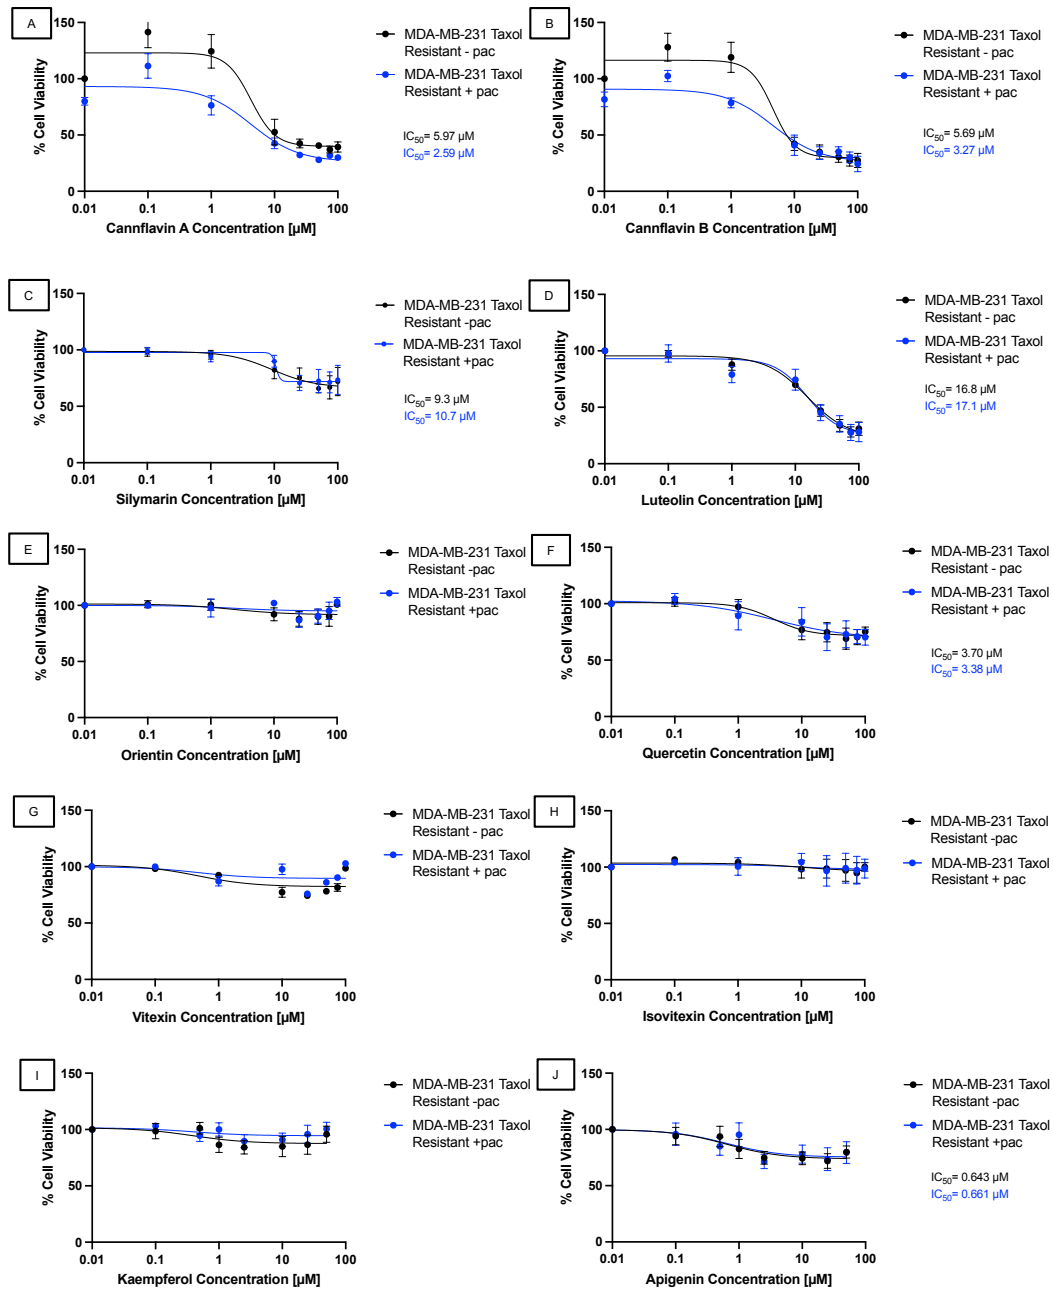 A
150
100
50
0
% Cell Viability
0.01 0.1 1 10 100
Cannflavin A Concentration [µM]
MDA-MB-231 Taxol
Resistant - pac
MDA-MB-231 Taxol
Resistant + pac
IC50= 5.97 µM
IC50= 2.59 µM
B
150
100
50
0
% Cell Viability
0.01 0.1 1 10 100
Cannflavin B Concentration [µM]
MDA-MB-231 Taxol
Resistant - pac
MDA-MB-231 Taxol
Resistant + pac
IC50= 5.69 µM
IC50= 3.27 µM
C
150
100
50
0
% Cell Viability
0.01 0.1 1 10 100
Silymarin Concentration [µM]
MDA-MB-231 Taxol
Resistant -pac
MDA-MB-231 Taxol
Resistant +pac
IC50= 9.3 µM
IC50= 10.7 µM
D
150
100
50
0
% Cell Viability
0.01 0.1 1 10 100
Luteolin Concentration [µM]
MDA-MB-231 Taxol
Resistant - pac
MDA-MB-231 Taxol
Resistant + pac
IC50= 16.8 µM
IC50= 17.1 µM
E
150
100
50
0
% Cell Viability
0.01 0.1 1 10 100
Orientin Concentration [µM]
MDA-MB-231 Taxol
Resistant -pac
MDA-MB-231 Taxol
Resistant +pac
F
150
100
50
0
% Cell Viability
0.01 0.1 1 10 100
Quercetin Concentration [µM]
MDA-MB-231 Taxol
Resistant - pac
MDA-MB-231 Taxol
Resistant + pac
IC50= 3.70 µM
IC50= 3.38 µM
G
150
100
50
0
% Cell Viability
0.01 0.1 1 10 100
Vitexin Concentration [µM]
MDA-MB-231 Taxol
Resistant - pac
MDA-MB-231 Taxol
Resistant + pac
H
150
100
50
0
% Cell Viability
0.01 0.1 1 10 100
Isovitexin Concentration [µM]
MDA-MB-231 Taxol
Resistant -pac
MDA-MB-231 Taxol
Resistant + pac
I
150
100
50
0
% Cell Viability
0.01 0.1 1 10 100
Kaempferol Concentration [µM]
MDA-MB-231 Taxol
Resistant -pac
MDA-MB-231 Taxol
Resistant +pac
J
150
100
50
0
% Cell Viability
0.01 0.1 1 10 100
Apigenin Concentration [µM]
MDA-MB-231 Taxol
Resistant -pac
MDA-MB-231 Taxol
Resistant +pac
IC50= 0.643 µM
IC50= 0.661 µM